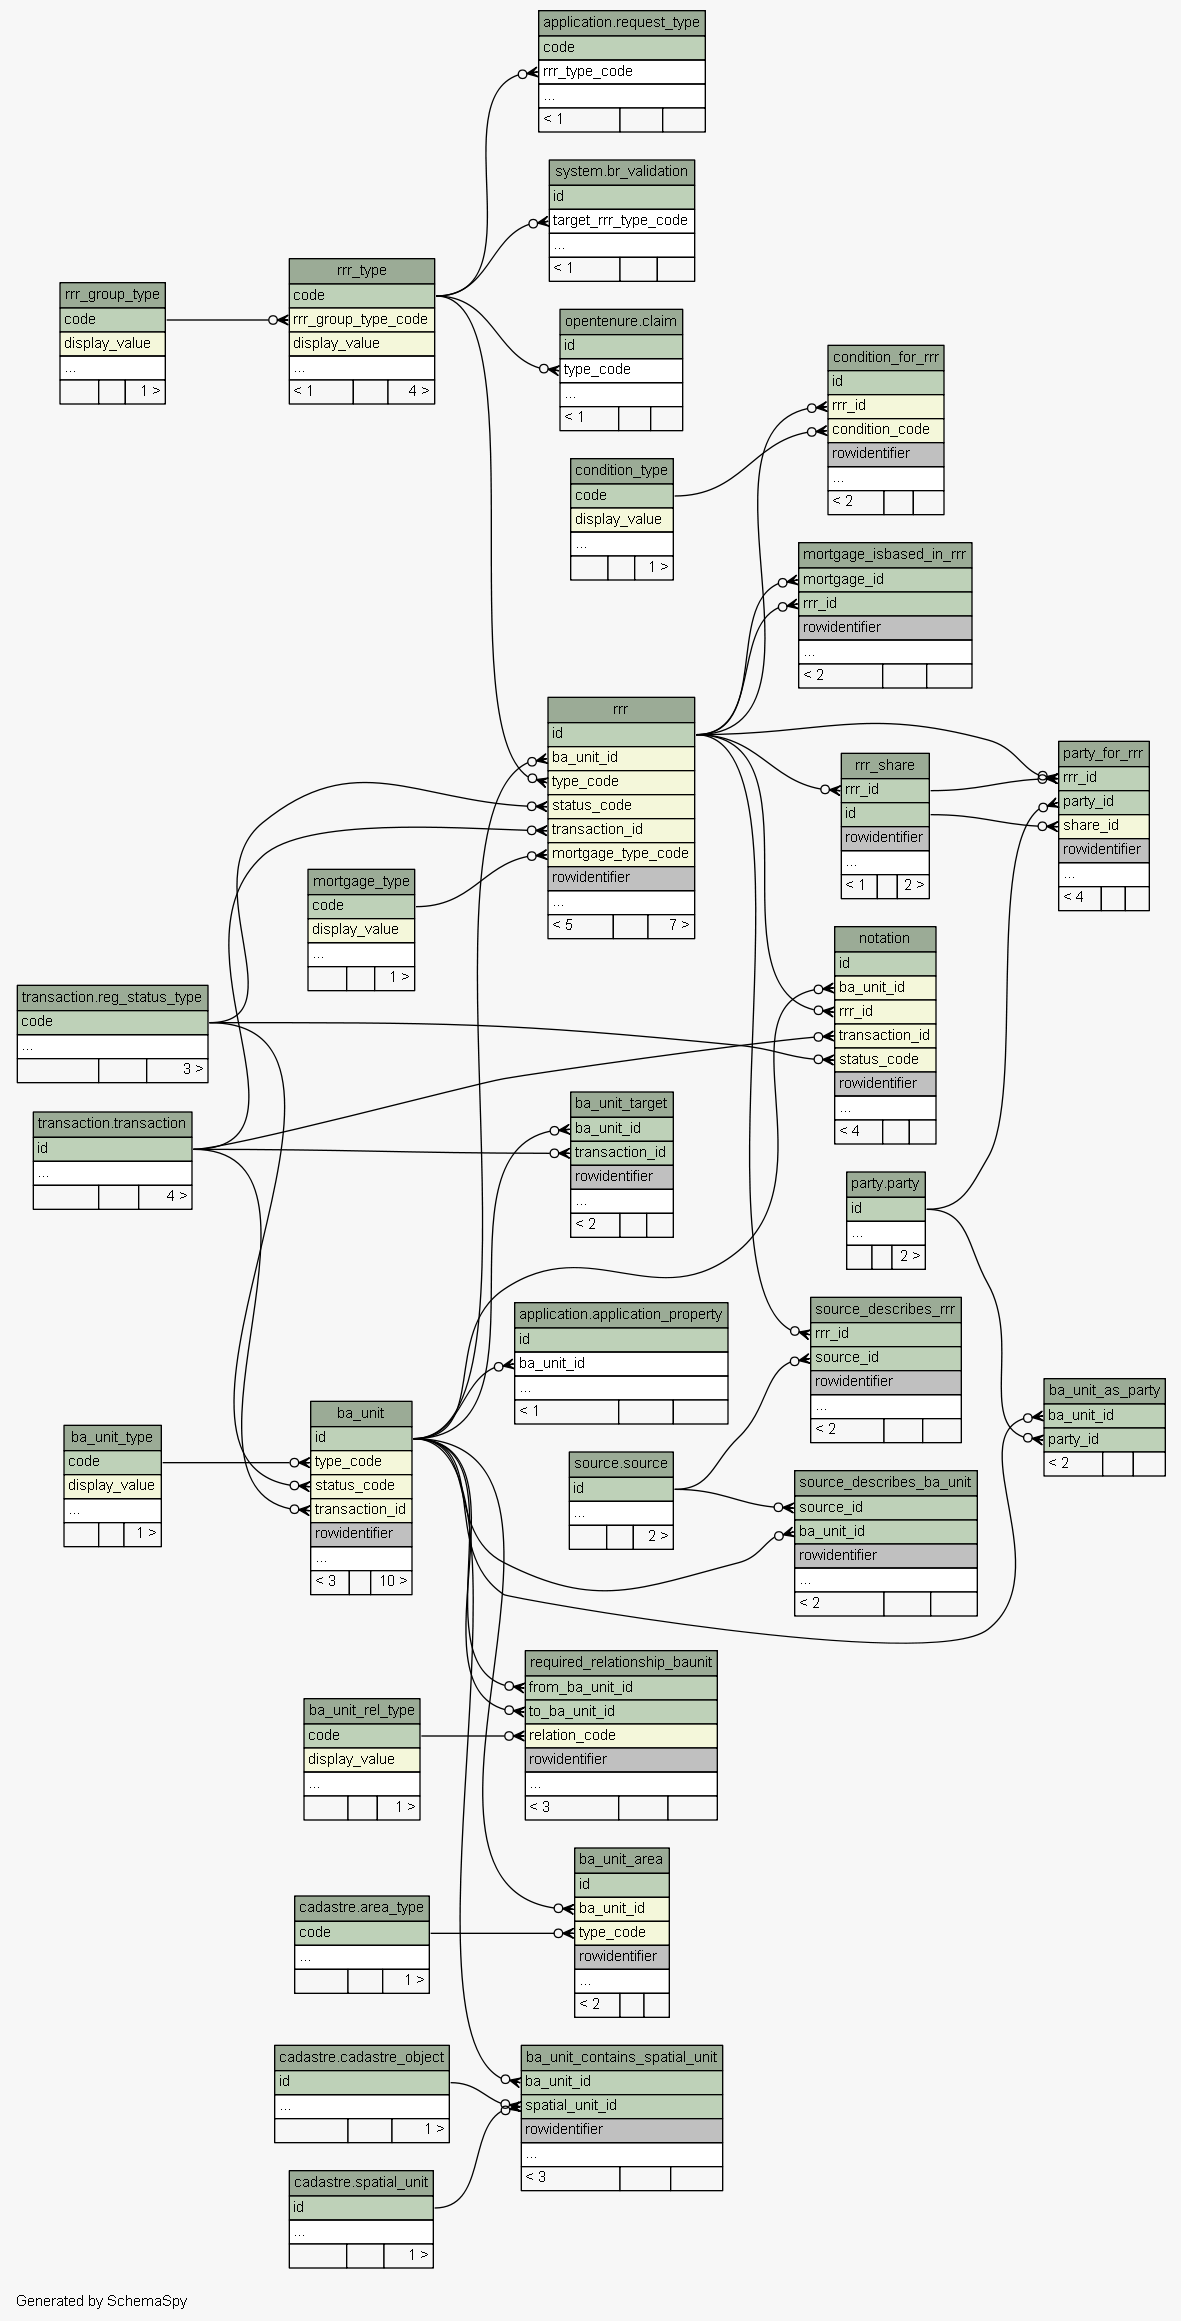 application.request_type
code
rrr_type_code
...
< 1
system.br_validation
id
target_rrr_type_code
...
< 1
rrr_group_type
code
display_value
...
1 >
rrr_type
code
rrr_group_type_code
display_value
...
< 1 4 >
opentenure.claim
id
type_code
...
< 1
condition_for_rrr
id
rrr_id
condition_code
rowidentifier
...
< 2
condition_type
code
display_value
...
1 >
mortgage_isbased_in_rrr
mortgage_id
rrr_id
rowidentifier
...
< 2
rrr
id
ba_unit_id
type_code
status_code
transaction_id
mortgage_type_code
rowidentifier
...
< 5 7 >
rrr_share
rrr_id
id
rowidentifier
...
< 1 2 >
party_for_rrr
rrr_id
party_id
share_id
rowidentifier
...
< 4
mortgage_type
code
display_value
...
1 >
notation
id
ba_unit_id
rrr_id
transaction_id
status_code
rowidentifier
...
< 4
transaction.reg_status_type
code
...
3 >
transaction.transaction
id
...
4 >
ba_unit_target
ba_unit_id
transaction_id
rowidentifier
...
< 2
party.party
id
...
2 >
application.application_property
id
ba_unit_id
...
< 1
source_describes_rrr
rrr_id
source_id
rowidentifier
...
< 2
ba_unit_as_party
ba_unit_id
party_id
< 2
ba_unit_type
code
display_value
...
1 >
ba_unit
id
type_code
status_code
transaction_id
rowidentifier
...
< 3 10 >
source.source
id
...
2 >
source_describes_ba_unit
source_id
ba_unit_id
rowidentifier
...
< 2
required_relationship_baunit
from_ba_unit_id
to_ba_unit_id
relation_code
rowidentifier
...
< 3
ba_unit_rel_type
code
display_value
...
1 >
ba_unit_area
id
ba_unit_id
type_code
rowidentifier
...
< 2
cadastre.area_type
code
...
1 >
cadastre.cadastre_object
id
...
1 >
ba_unit_contains_spatial_unit
ba_unit_id
spatial_unit_id
rowidentifier
...
< 3
cadastre.spatial_unit
id
...
1 >
Generated by SchemaSpy